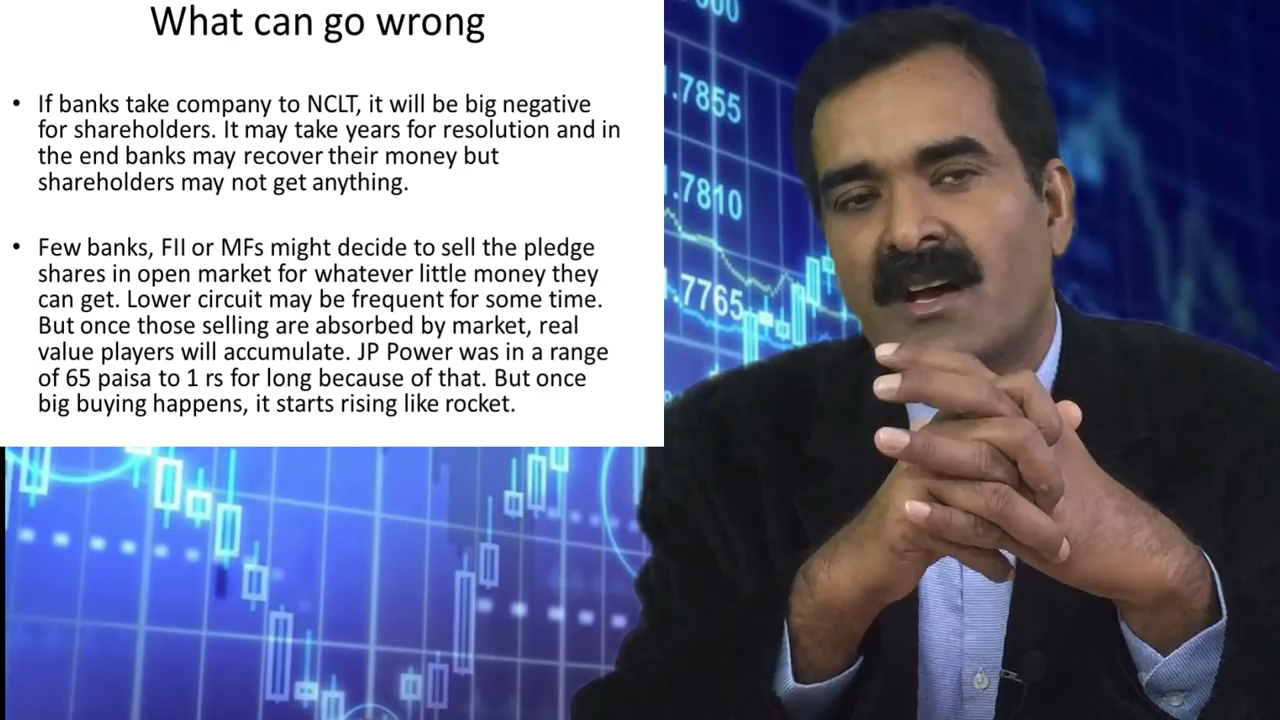 What can go wrong
• If banks take company to NCLT, it will be big negative
for shareholders. It may take years for resolution and in
the end banks may recover their money but
shareholders may not get anything.
• Few banks, FII or MFs might decide to sell the pledge
shares in open market for whatever little money they
can get. Lower circuit may be frequent for some time.
But once those selling are absorbed by market, real
value players will accumulate. JP Power was in a range
of 65 paisa to 1 rs for long because of that. But once
big buying happens, it starts rising like rocket.
.7855
.7810
.7765